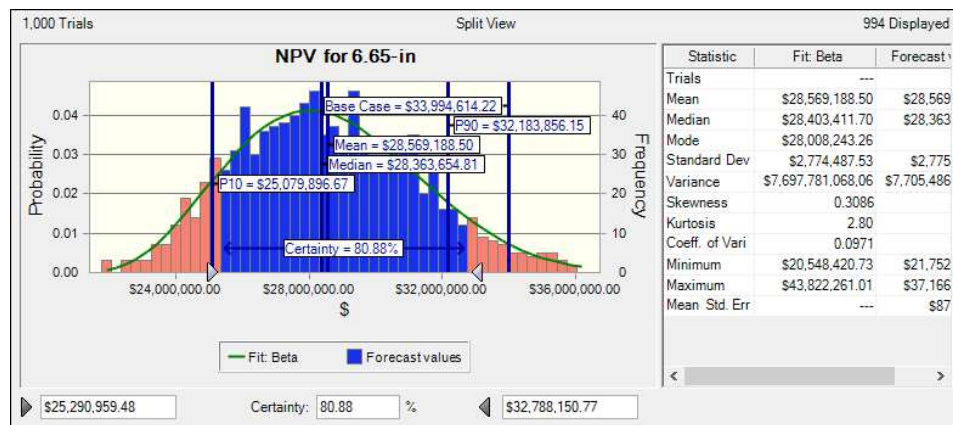 1,000 Trials Split View 994 Displayed
NPV for 6.65-in
Probability
0.04
0.03
0.02
0.01
0.00
Base Case = $33,994,614.22
P90 = $32,183,856.15
Mean = $28,569,188.50
Median = $28,363,654.81
P10 = $25,079,896.67
Certainty = 80.88%
40
30
20
10
0
Frequency
$24,000,000.00 $28,000,000.00 $32,000,000.00 $36,000,000.00
$
Fit: Beta Forecast values
Statistic Fit: Beta Forecast
Trials ---
Mean $28,569,188.50 $28,569
Median $28,403,411.70 $28,363
Mode $28,008,243.26
Standard Dev $2,774,487.53 $2,775
Variance $7,697,781,068,06 $7,705,486
Skewness 0.3086
Kurtosis 2.80
Coeff. of Vari 0.0971
Minimum $20,548,420.73 $21,752
Maximum $43,822,261.01 $37,166
Mean Std. Err --- $87
$25,290,959.48 Certainty: 80.88 % $32,788,150.77